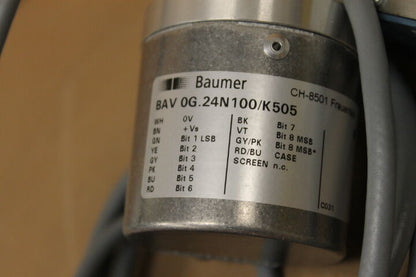 Baumer
CH-8501
BAV 0G.24N100/K505
WH 0V BK Bit 7
BN +Vs VT Bit 8 MSB
GN Bit 1 LSB GY/PK Bit 8 MSB*
YE Bit 2 RD/BU CASE
GY Bit 3 SCREEN n.c.
PK Bit 4
BU Bit 5
RD Bit 6
C031